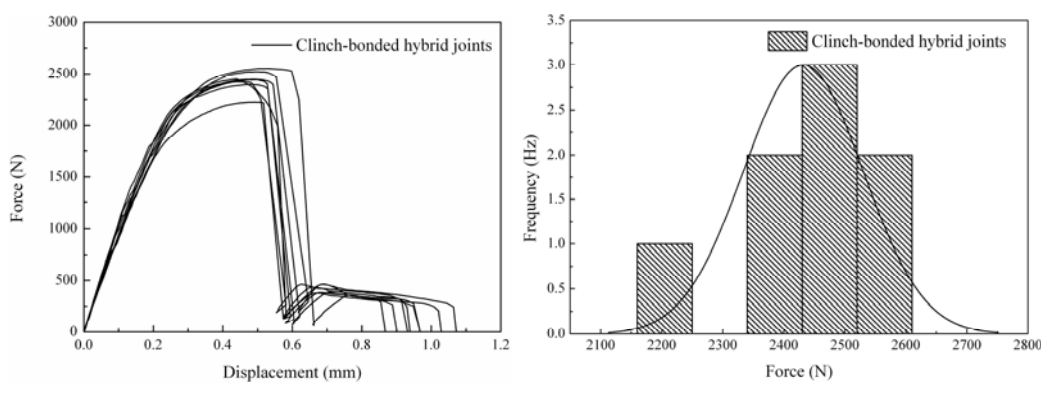 3000
2500
2000
1500
1000
500
0
0.0 0.2 0.4 0.6 0.8 1.0 1.2
Force (N)
Displacement (mm)
Clinch-bonded hybrid joints
3.5
3.0
2.5
2.0
1.5
1.0
0.5
0.0
2100 2200 2300 2400 2500 2600 2700 2800
Frequency (Hz)
Force (N)
Clinch-bonded hybrid joints